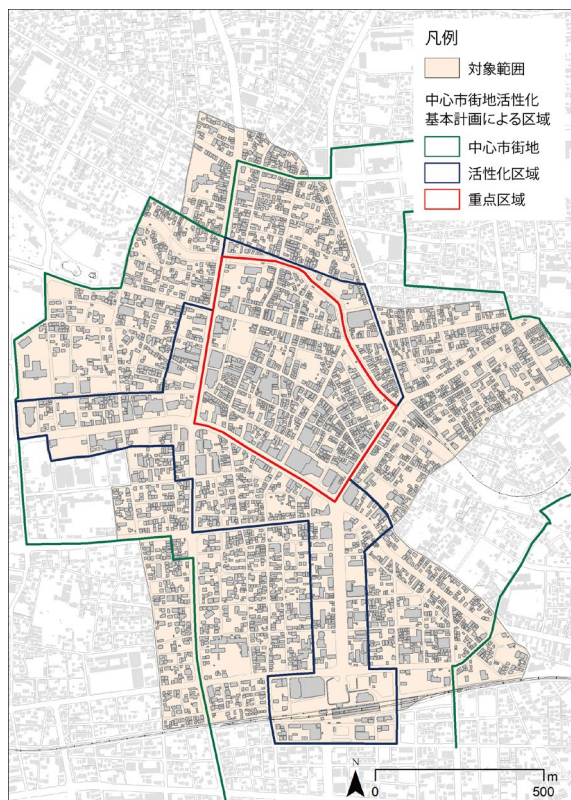 凡例
対象範囲
中心市街地活性化
基本計画による区域
中心市街地
活性化区域
重点区域
N
m
0 500